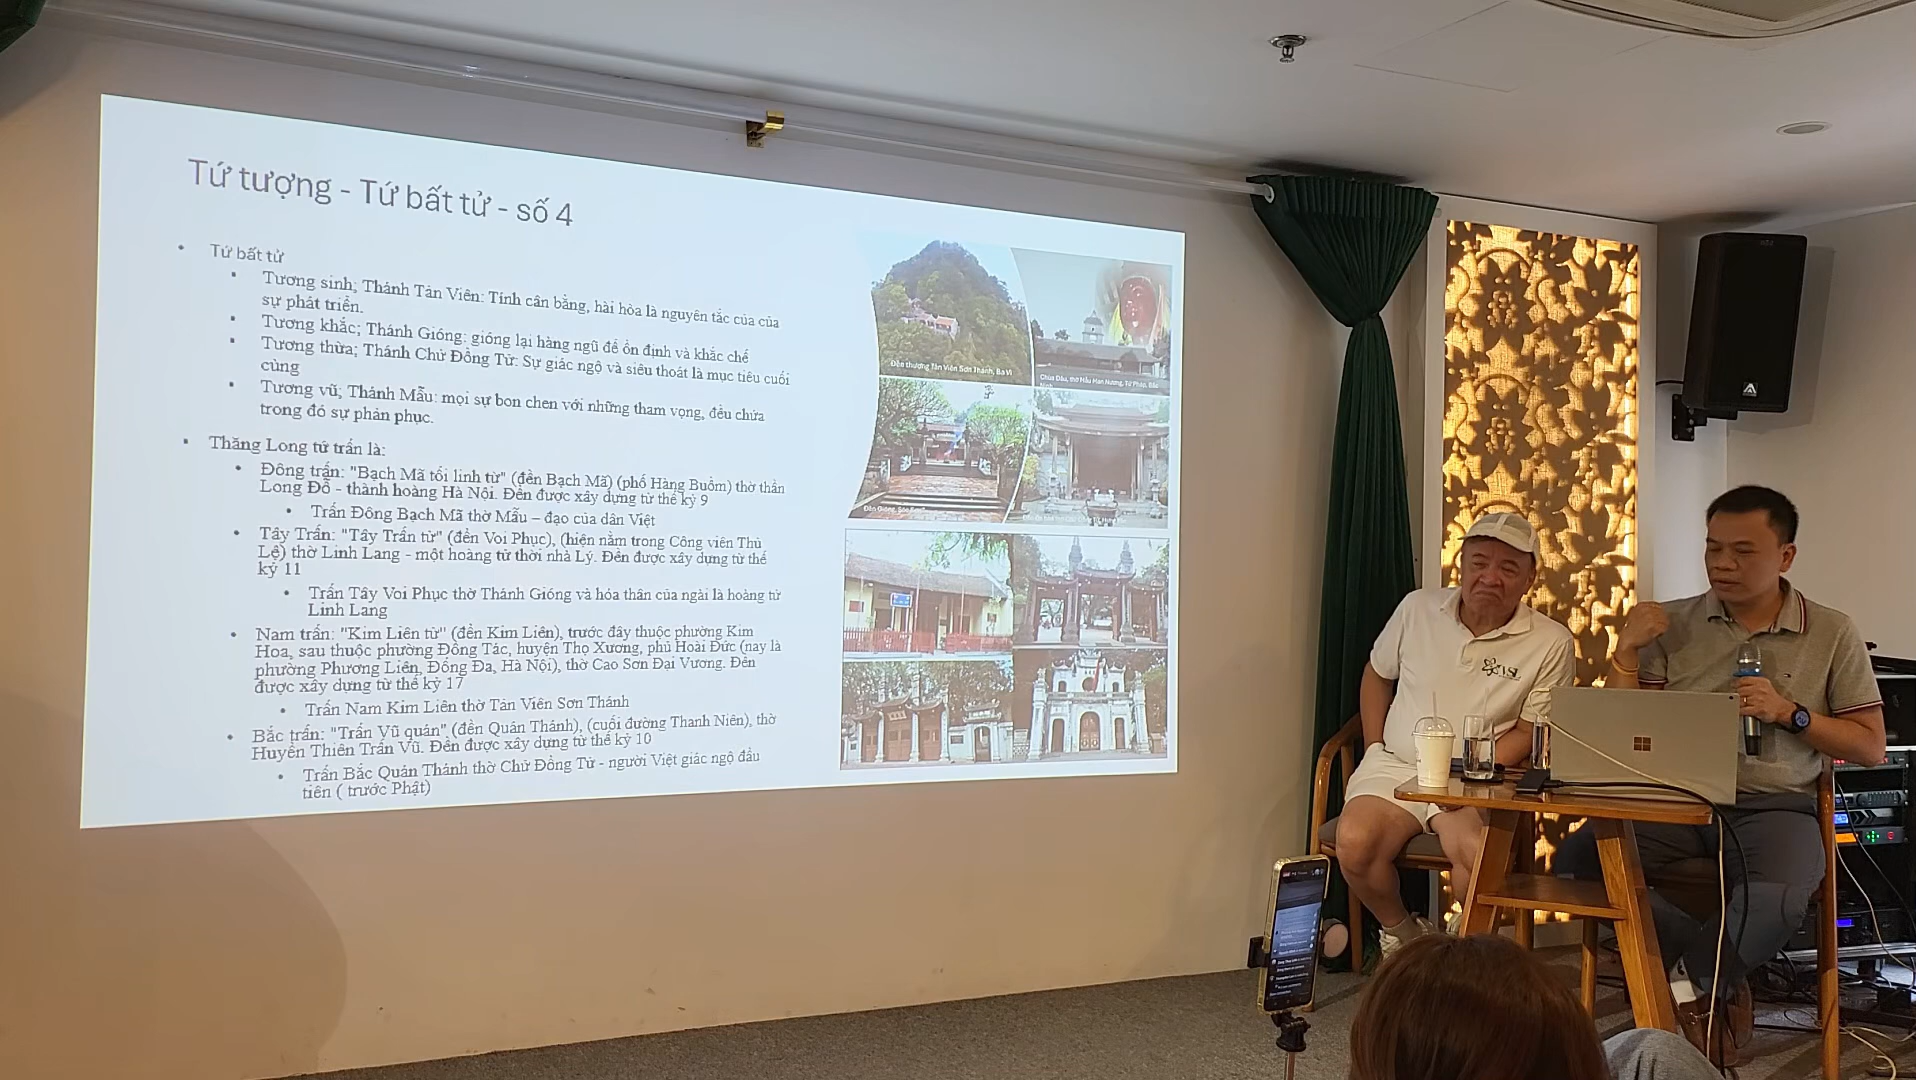 Tứ tượng - Tứ bất tử - số 4
• Tứ bất tử
• Tương sinh; Thánh Tản Viên: Tính cân bằng, hài hòa là nguyên tắc của của
sự phát triển.
• Tương khắc; Thánh Gióng: gióng lại hàng ngũ để ổn định và khắc chế
• Tương thừa; Thánh Chử Đồng Tử: Sự giác ngộ và siêu thoát là mục tiêu cuối
cùng
• Tương vũ; Thánh Mẫu: mọi sự bon chen với những tham vọng, đều chứa
trong đó sự phản phục.
• Thăng Long tứ trấn là:
• Đông trấn: "Bạch Mã tối linh từ" (đền Bạch Mã) (phố Hàng Buồm) thờ thần
Long Đỗ - thành hoàng Hà Nội. Đền được xây dựng từ thế kỷ 9
• Trấn Đông Bạch Mã thờ Mẫu – đạo của dân Việt
• Tây Trấn: "Tây Trấn từ" (đền Voi Phục), (hiện nằm trong Công viên Thủ
Lệ) thờ Linh Lang - một hoàng tử thời nhà Lý. Đền được xây dựng từ thế
kỷ 11
• Trấn Tây Voi Phục thờ Thánh Gióng và hóa thân của ngài là hoàng tử
Linh Lang
• Nam trấn: "Kim Liên từ" (đền Kim Liên), trước đây thuộc phường Kim
Hoa, sau thuộc phường Đông Tác, huyện Thọ Xương, phủ Hoài Đức (nay là
phường Phương Liên, Đống Đa, Hà Nội), thờ Cao Sơn Đại Vương. Đền
được xây dựng từ thế kỷ 17
• Trấn Nam Kim Liên thờ Tản Viên Sơn Thánh
• Bắc trấn: "Trấn Vũ quán" (đền Quán Thánh), (cuối đường Thanh Niên), thờ
Huyền Thiên Trấn Vũ. Đền được xây dựng từ thế kỷ 10
• Trấn Bắc Quán Thánh thờ Chử Đồng Tử - người Việt giác ngộ đầu
tiên ( trước Phật)
Đền thượng Tản Viên Sơn Thánh, Ba Vì
Chùa Dâu, thờ Mẫu Man Nương, Tứ Pháp, Bắc
Đền Gióng, Sóc Sơn
ASL